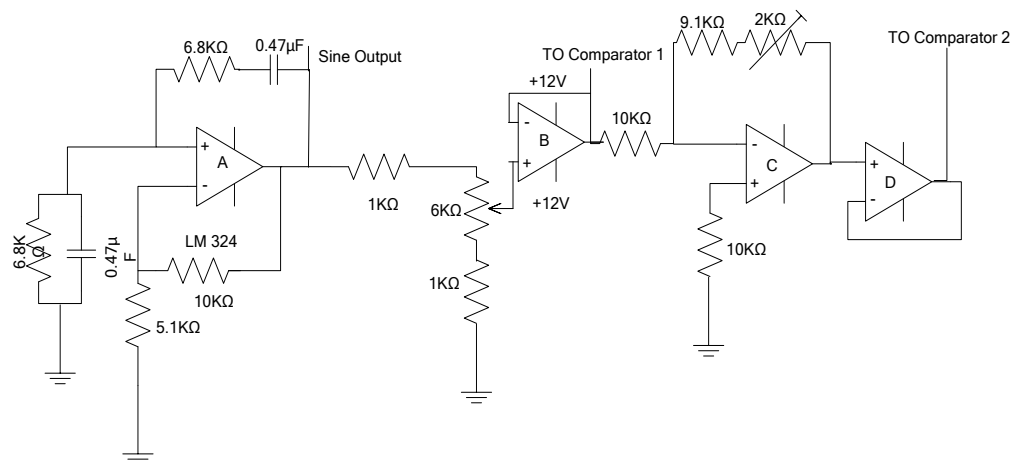 6.8KΩ
0.47µF
Sine Output
+
A
-
6.8K
Ω
0.47µ
F
LM 324
10KΩ
5.1KΩ
1KΩ
6KΩ
1KΩ
TO Comparator 1
+12V
-
B
+
+12V
10KΩ
9.1KΩ
2KΩ
-
C
+
10KΩ
TO Comparator 2
+
D
-